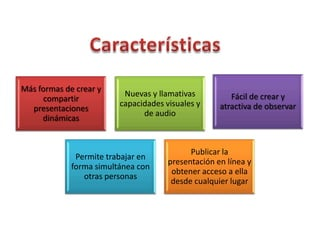 Características
Más formas de crear y
compartir
presentaciones
dinámicas
Nuevas y llamativas
capacidades visuales y
de audio
Fácil de crear y
atractiva de observar
Permite trabajar en
forma simultánea con
otras personas
Publicar la
presentación en línea y
obtener acceso a ella
desde cualquier lugar